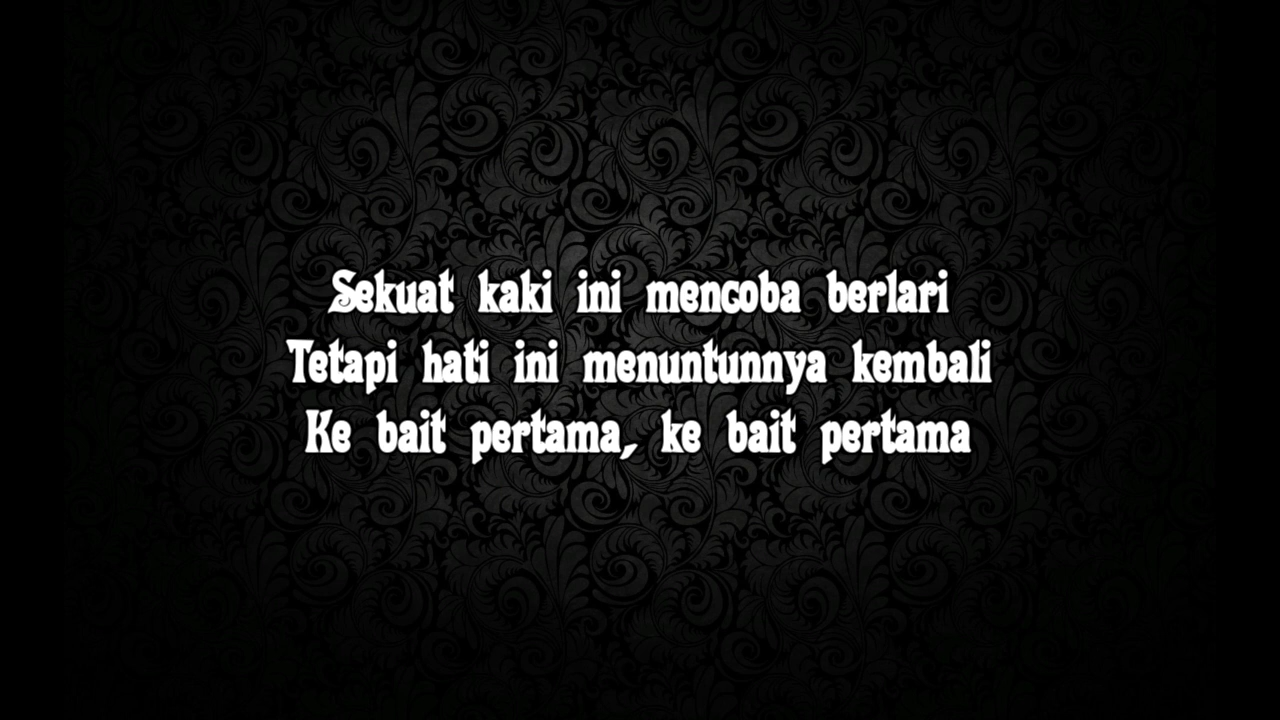 Sekuat kaki ini mencoba berlari
Tetapi hati ini menuntunnya kembali
Ke bait pertama, ke bait pertama